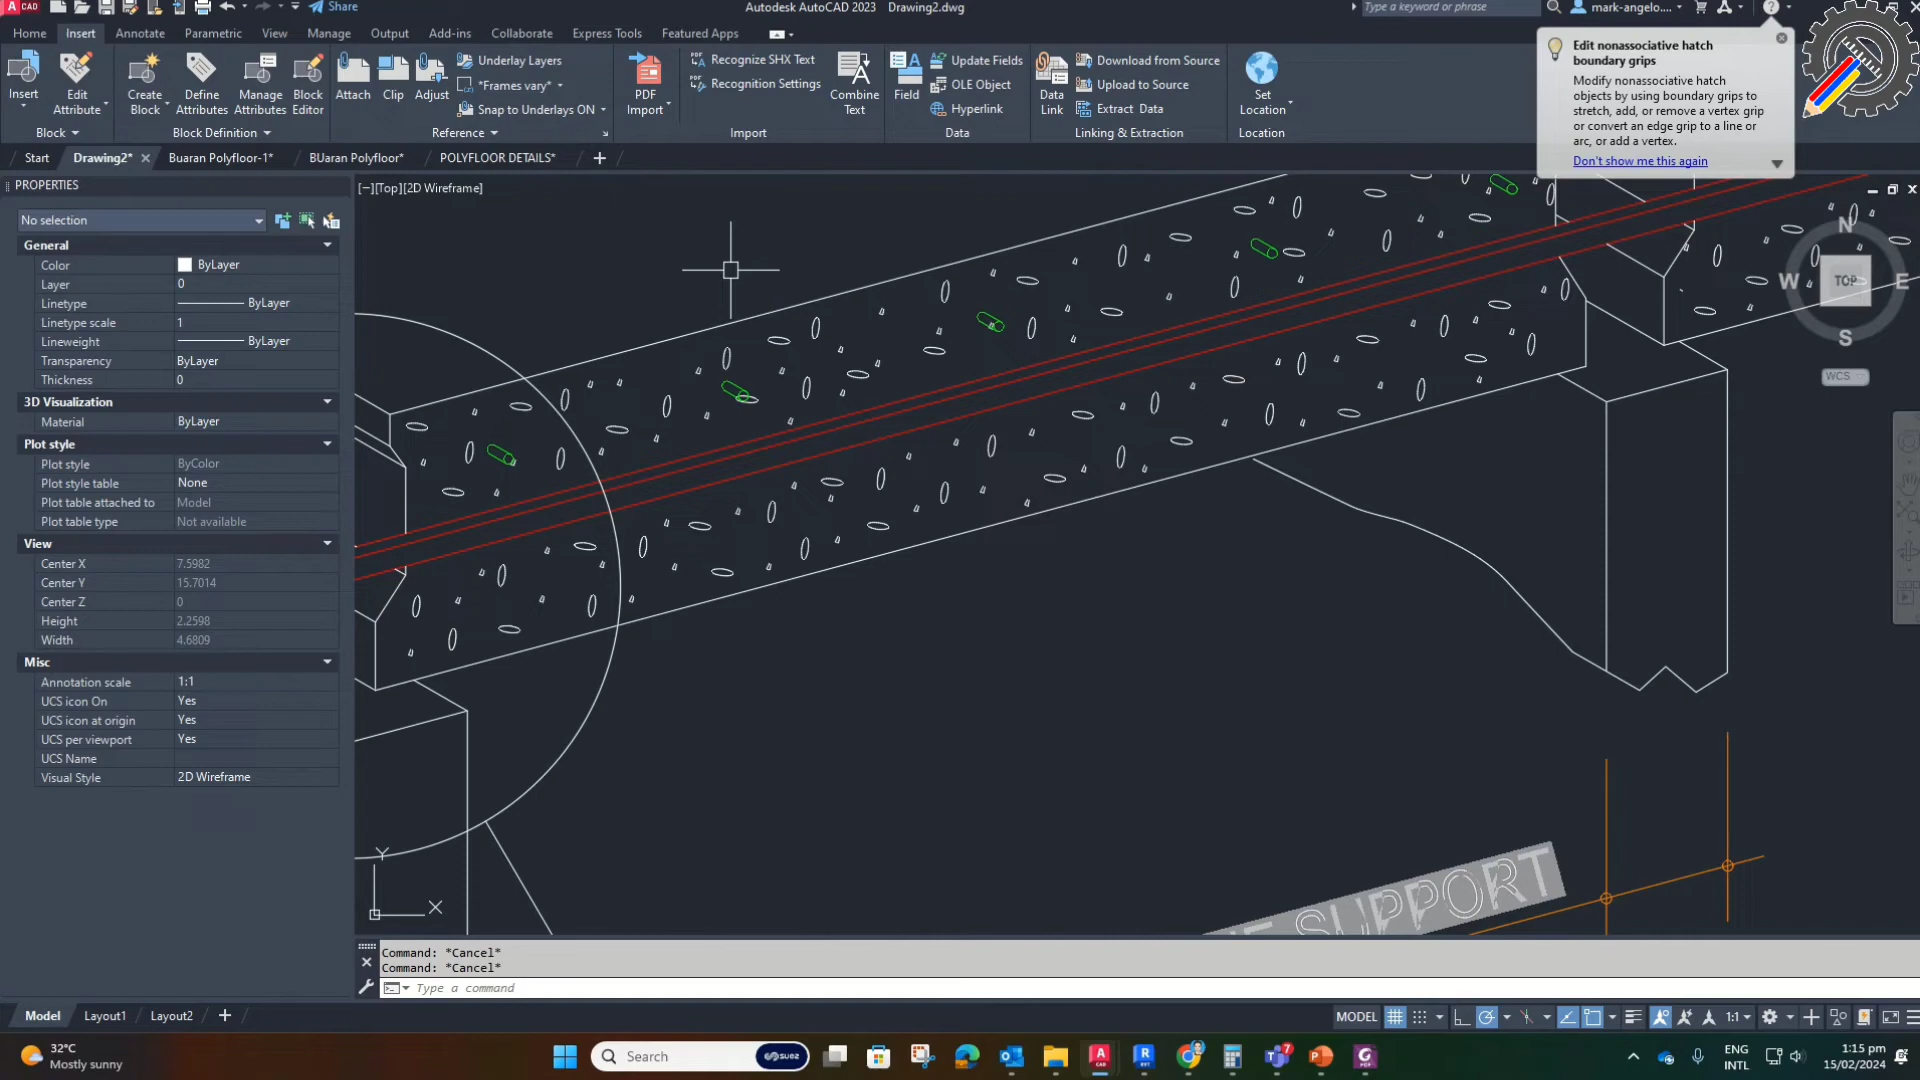 Share
Autodesk AutoCAD 2023 Drawing2.dwg
Type a keyword or phrase
mark-angelo....
Home Insert Annotate Parametric View Manage Output Add-ins Collaborate Express Tools Featured Apps
Insert
Edit Attribute
Create Block
Define Attributes
Manage Attributes
Block Editor
Attach
Clip
Adjust
Underlay Layers
*Frames vary*
Snap to Underlays ON
PDF Import
Recognize SHX Text
Recognition Settings
Combine Text
Field
Update Fields
OLE Object
Hyperlink
Data Link
Download from Source
Upload to Source
Extract Data
Set Location
Block Block Definition Reference Import Data Linking & Extraction Location
Edit nonassociative hatch
boundary grips
Modify nonassociative hatch
objects by using boundary grips to
stretch, add, or remove a vertex grip
or convert an edge grip to a line or
arc, or add a vertex.
Don't show me this again
Start Drawing2* Buaran Polyfloor-1* BUaran Polyfloor* POLYFLOOR DETAILS*
PROPERTIES
[−][Top][2D Wireframe]
No selection
General
Color ByLayer
Layer 0
Linetype ByLayer
Linetype scale 1
Lineweight ByLayer
Transparency ByLayer
Thickness 0
3D Visualization
Material ByLayer
Plot style
Plot style ByColor
Plot style table None
Plot table attached to Model
Plot table type Not available
View
Center X 7.5982
Center Y 15.7014
Center Z 0
Height 2.2598
Width 4.6809
Misc
Annotation scale 1:1
UCS icon On Yes
UCS icon at origin Yes
UCS per viewport Yes
UCS Name
Visual Style 2D Wireframe
N
W TOP E
S
WCS
SUPPORT
Y
X
Command: *Cancel*
Command: *Cancel*
Type a command
Model Layout1 Layout2
MODEL
1:1
32°C
Mostly sunny
Search
suez
7
ENG
INTL
1:15 pm
15/02/2024